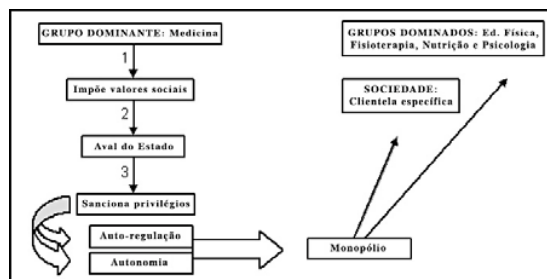 GRUPO DOMINANTE: Medicina
1
Impõe valores sociais
2
Aval do Estado
3
Sanciona privilégios
Auto-regulação
Autonomia
GRUPOS DOMINADOS: Ed. Física,
Fisioterapia, Nutrição e Psicologia
SOCIEDADE:
Clientela específica
Monopólio